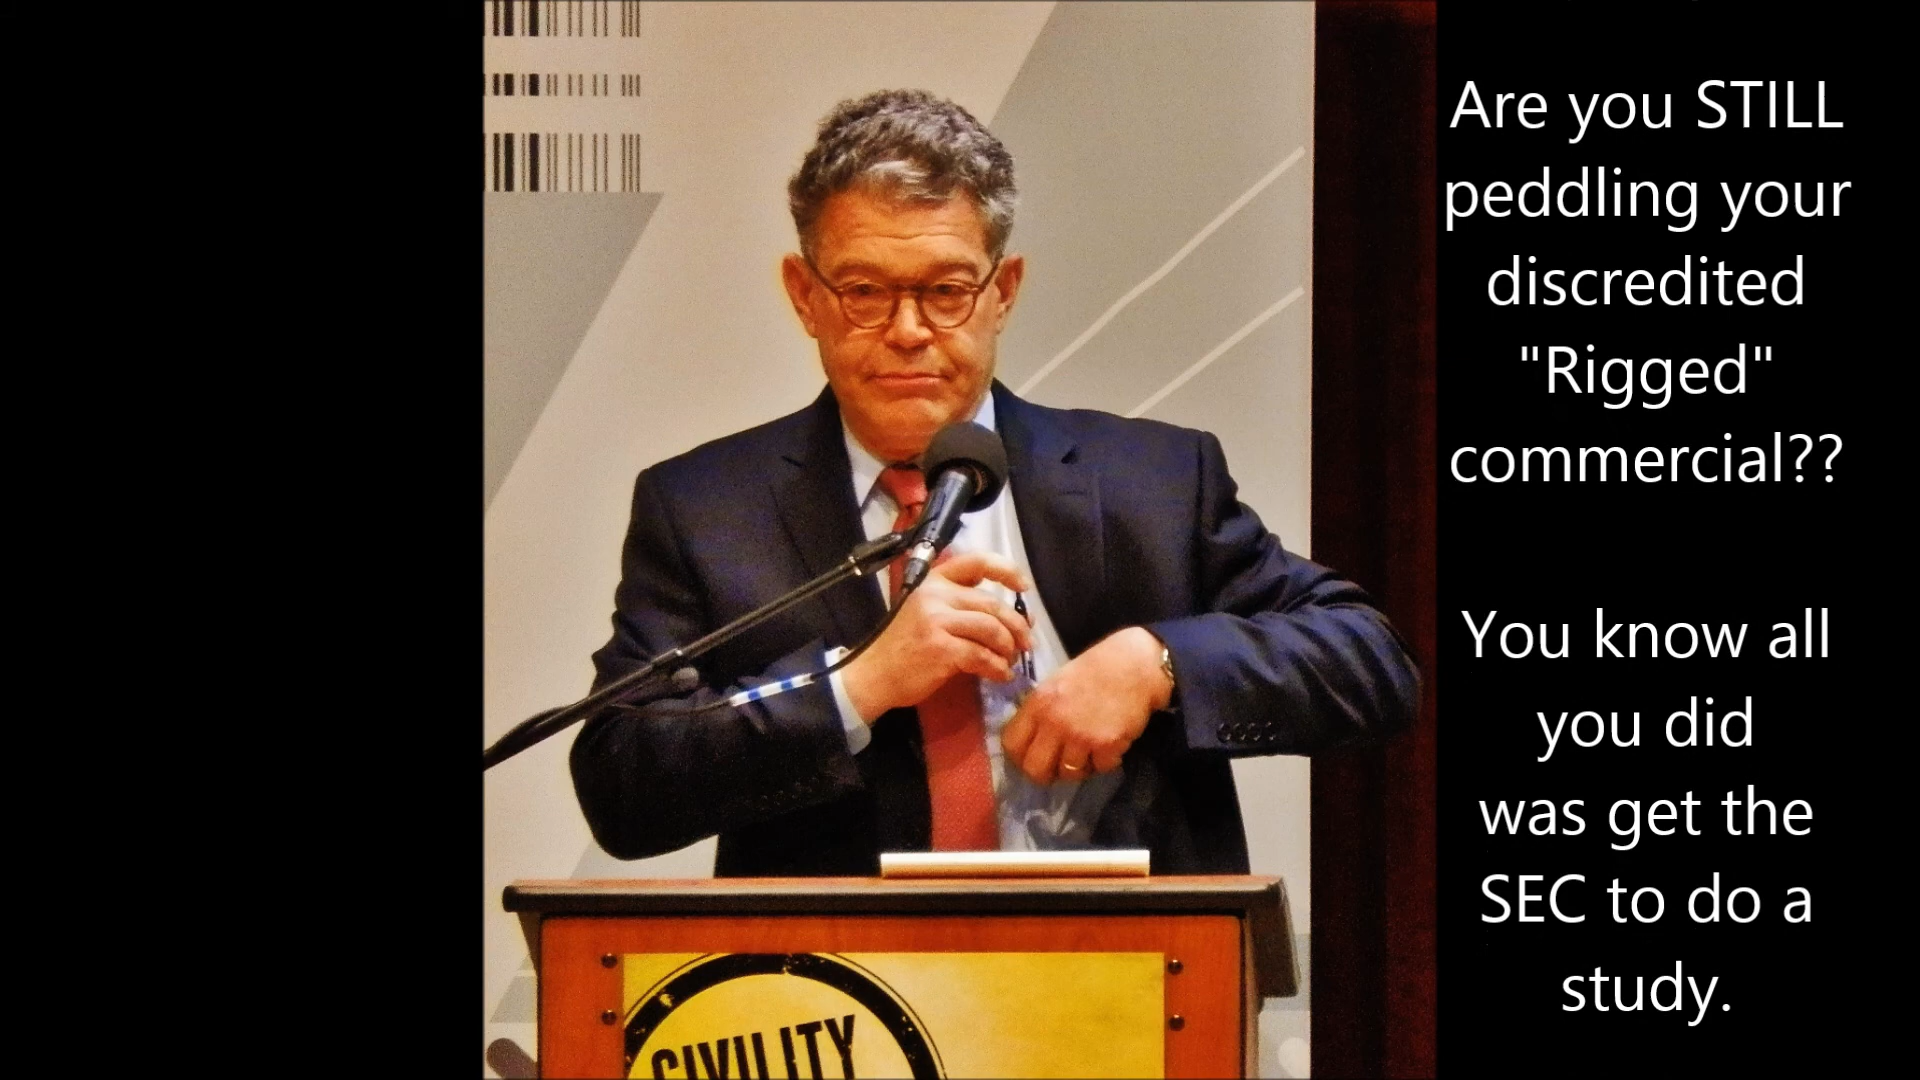 Are you STILL
peddling your
discredited
"Rigged"
commercial??
You know all
you did
was get the
SEC to do a
study.
CIVILITY